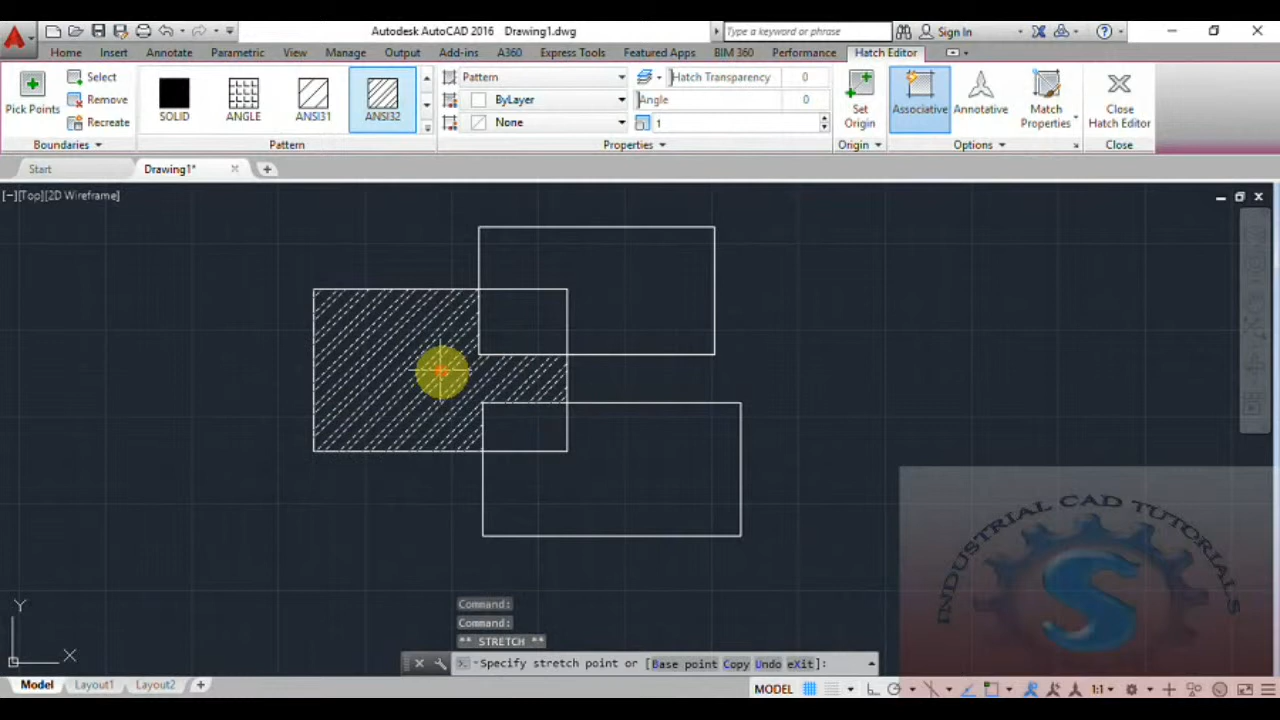 Autodesk AutoCAD 2016 Drawing1.dwg
Type a keyword or phrase
Sign In
Home Insert Annotate Parametric View Manage Output Add-ins A360 Express Tools Featured Apps BIM 360 Performance Hatch Editor
Pick Points
Select
Remove
Recreate
SOLID
ANGLE
ANSI31
ANSI32
Pattern
ByLayer
None
Hatch Transparency 0
Angle 0
1
Set
Origin
Associative
Annotative
Match
Properties
Close
Hatch Editor
Boundaries
Pattern
Properties
Origin
Options
Close
Start
Drawing1*
[−][Top][2D Wireframe]
Y
X
Command:
Command:
** STRETCH **
Specify stretch point or [Base point Copy Undo eXit]:
INDUSTRIAL CAD TUTORIALS
S
Model Layout1 Layout2
MODEL
1:1